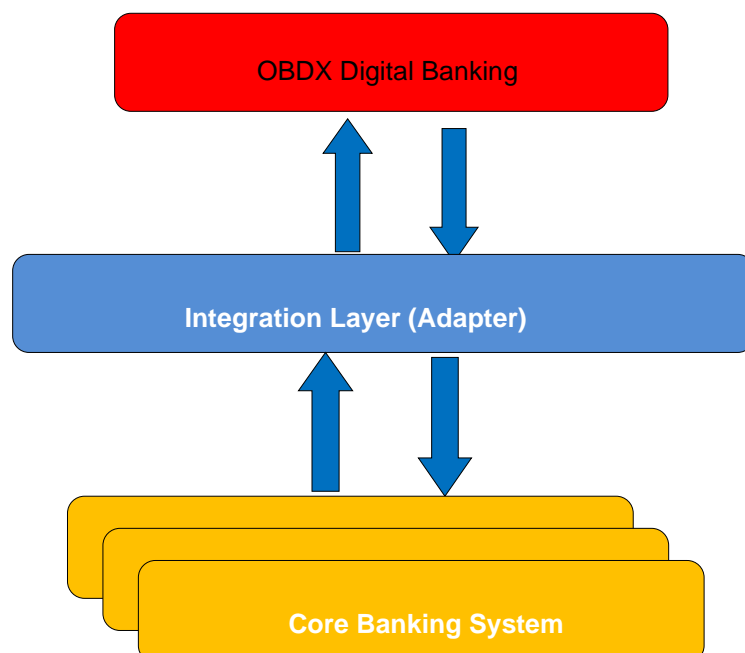 OBDX Digital Banking
Integration Layer (Adapter)
Core Banking System